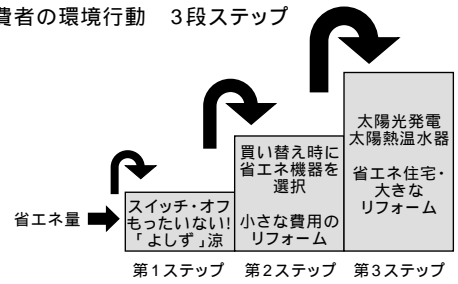 費者の環境行動　3段ステップ
太陽光発電
太陽熱温水器
省エネ住宅・
大きな
リフォーム
買い替え時に
省エネ機器を
選択
小さな費用の
リフォーム
スイッチ・オフ
もったいない!
「よしず」涼
省エネ量
第1ステップ
第2ステップ
第3ステップ